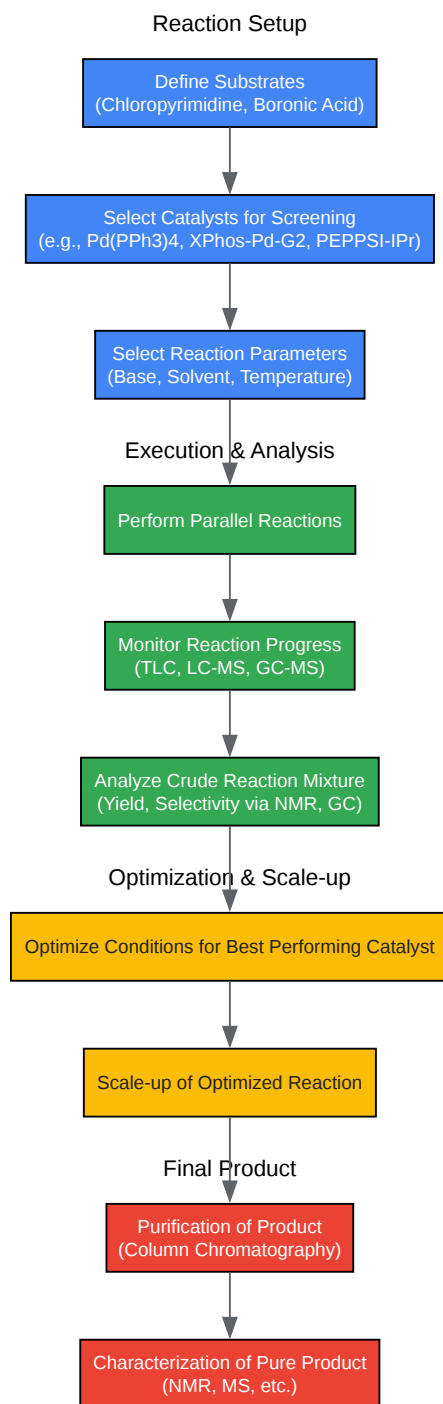 Reaction Setup
Define Substrates
(Chloropyrimidine, Boronic Acid)
Select Catalysts for Screening
(e.g., Pd(PPh3)4, XPhos-Pd-G2, PEPPSI-IPr)
Select Reaction Parameters
(Base, Solvent, Temperature)
Execution & Analysis
Perform Parallel Reactions
Monitor Reaction Progress
(TLC, LC-MS, GC-MS)
Analyze Crude Reaction Mixture
(Yield, Selectivity via NMR, GC)
Optimization & Scale-up
Optimize Conditions for Best Performing Catalyst
Scale-up of Optimized Reaction
Final Product
Purification of Product
(Column Chromatography)
Characterization of Pure Product
(NMR, MS, etc.)